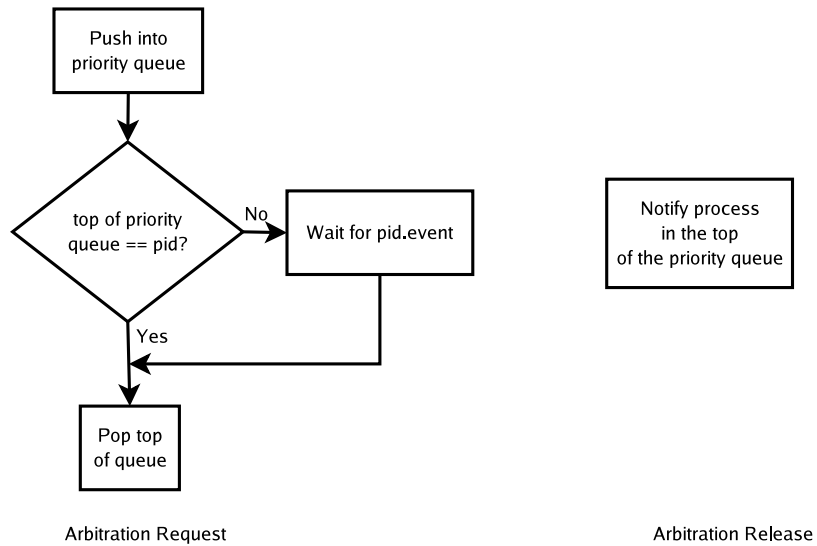 Push into
priority queue
top of priority
queue == pid?
No
Wait for pid.event
Yes
Pop top
of queue
Arbitration Request
Notify process
in the top
of the priority queue
Arbitration Release